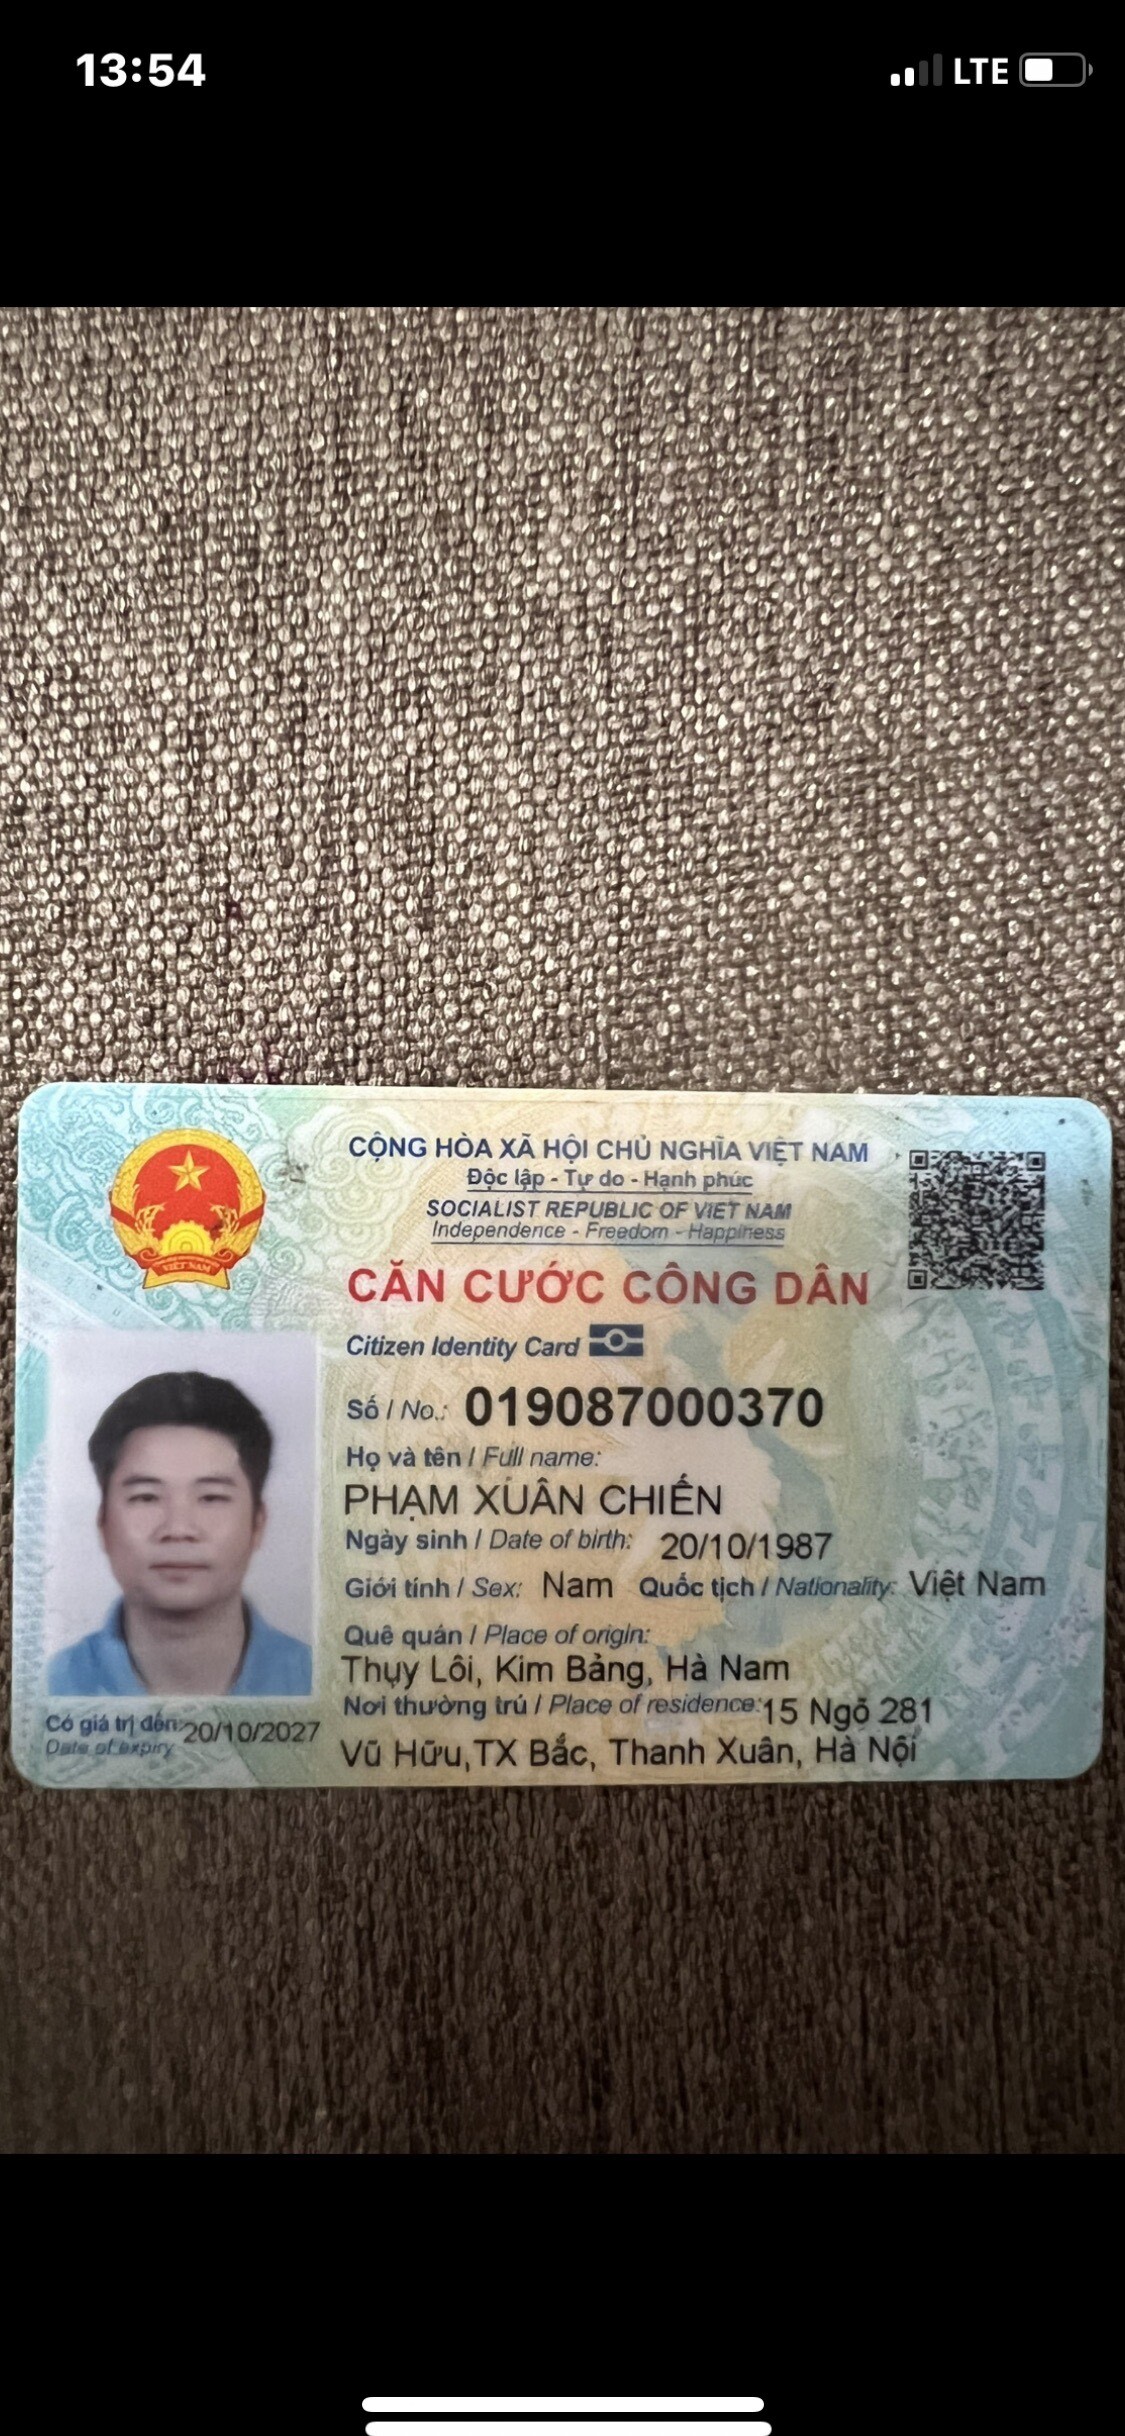 13:54 LTE
CỘNG HÒA XÃ HỘI CHỦ NGHĨA VIỆT NAM
Độc lập - Tự do - Hạnh phúc
SOCIALIST REPUBLIC OF VIET NAM
Independence - Freedom - Happiness
CĂN CƯỚC CÔNG DÂN
Citizen Identity Card
Số / No.: 019087000370
Họ và tên / Full name:
PHẠM XUÂN CHIẾN
Ngày sinh / Date of birth: 20/10/1987
Giới tính / Sex: Nam Quốc tịch / Nationality: Việt Nam
Quê quán / Place of origin:
Thụy Lôi, Kim Bảng, Hà Nam
Nơi thường trú / Place of residence: 15 Ngõ 281
Vũ Hữu,TX Bắc, Thanh Xuân, Hà Nội
Có giá trị đến: 20/10/2027
Date of expiry
VIỆT NAM